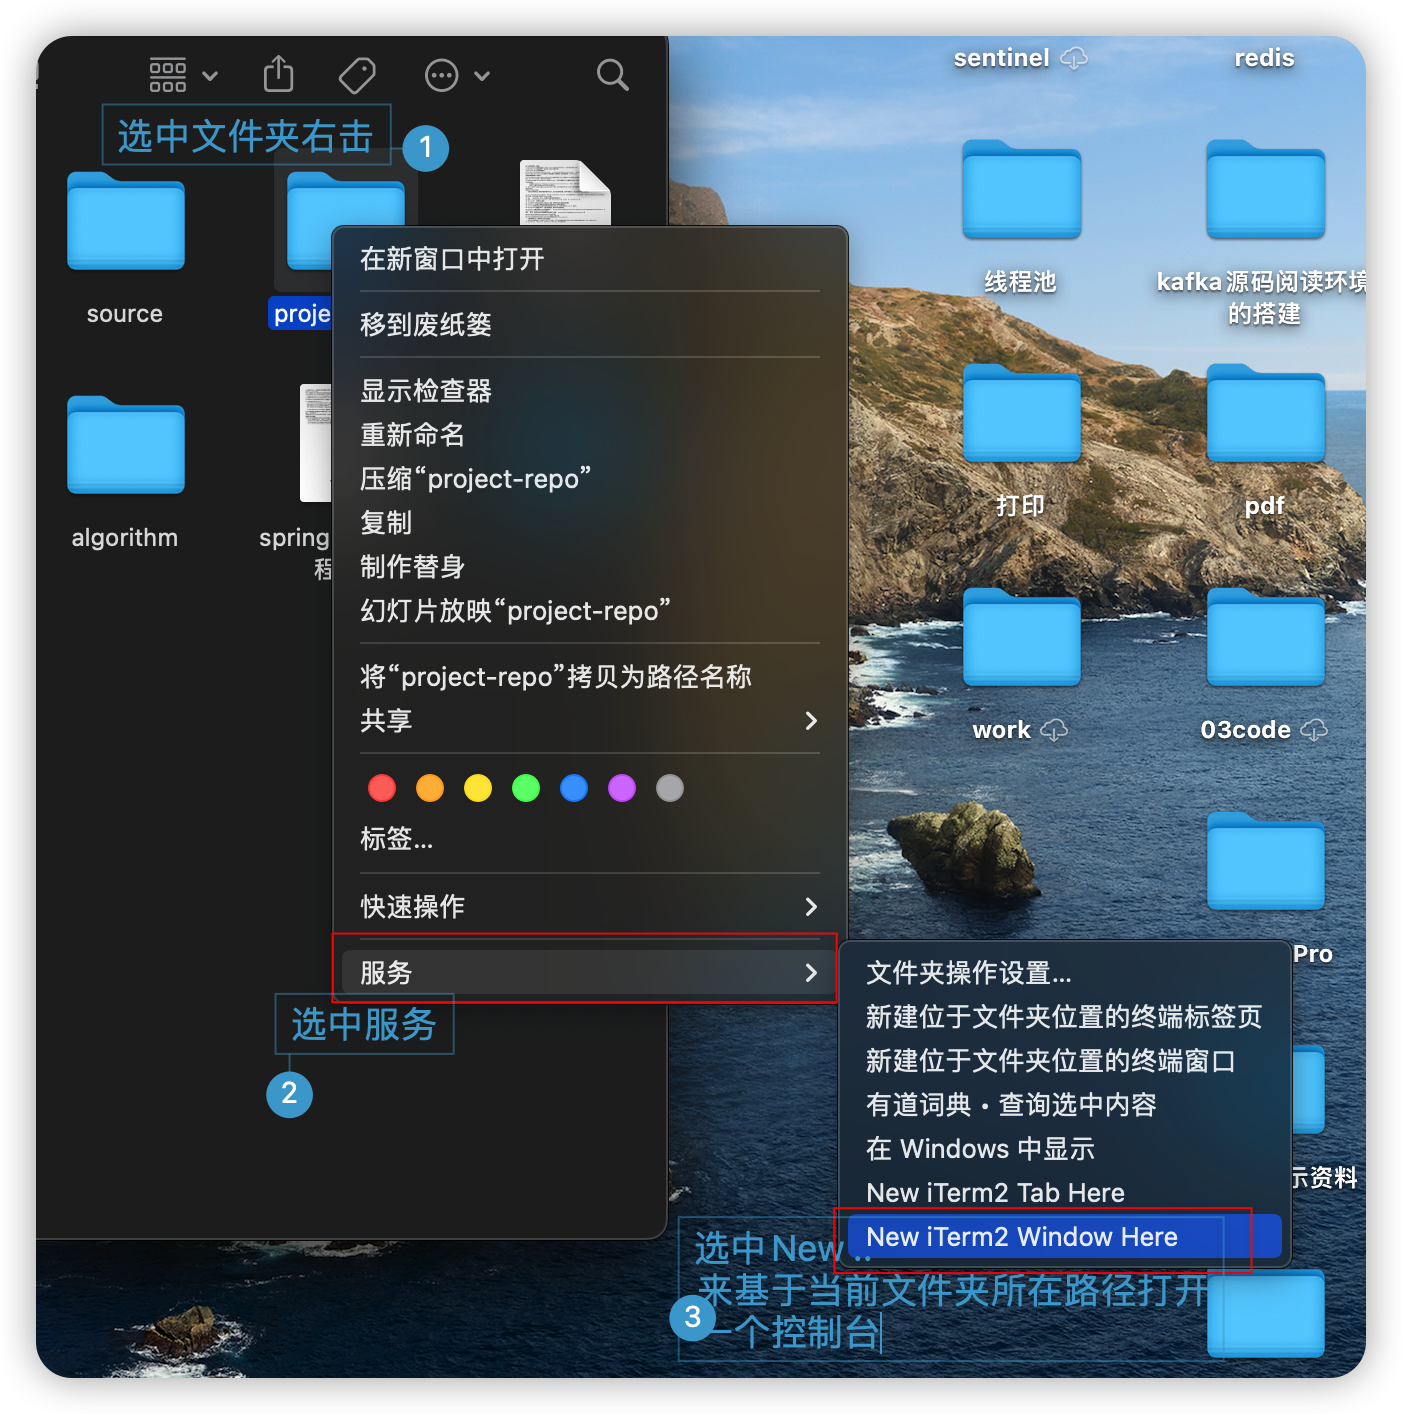 选中文件夹右击
1
source
proje
algorithm
spring
程
在新窗口中打开
移到废纸篓
显示检查器
重新命名
压缩“project-repo”
复制
制作替身
幻灯片放映“project-repo”
将“project-repo”拷贝为路径名称
共享
标签...
快速操作
服务
选中服务
2
文件夹操作设置...
新建位于文件夹位置的终端标签页
新建位于文件夹位置的终端窗口
有道词典・查询选中内容
在 Windows 中显示
New iTerm2 Tab Here
New iTerm2 Window Here
选中New ..
来基于当前文件夹所在路径打开
一个控制台
3
sentinel
redis
线程池
kafka源码阅读环境
的搭建
打印
pdf
work
03code
Pro
示资料